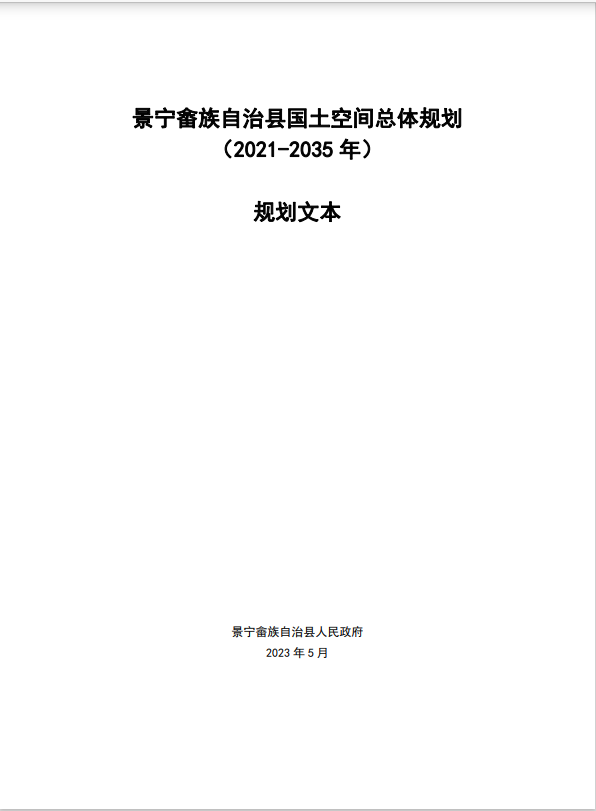 景宁畲族自治县国土空间总体规划
（2021-2035 年）
规划文本
景宁畲族自治县人民政府
2023 年 5 月